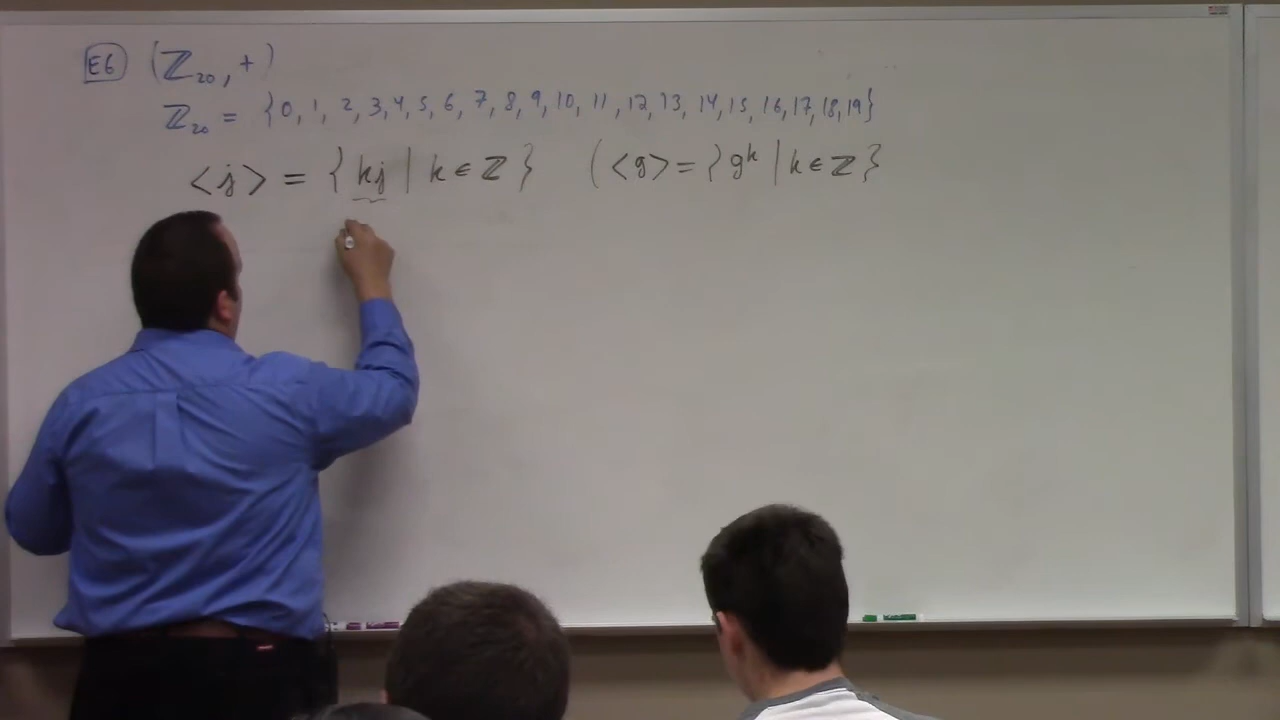 E6 (ℤ₂₀, +)
ℤ₂₀ = {0, 1, 2, 3, 4, 5, 6, 7, 8, 9, 10, 11, 12, 13, 14, 15, 16, 17, 18, 19}
<j> = {kj | k ∈ ℤ} (<g> = {gᵏ | k ∈ ℤ}